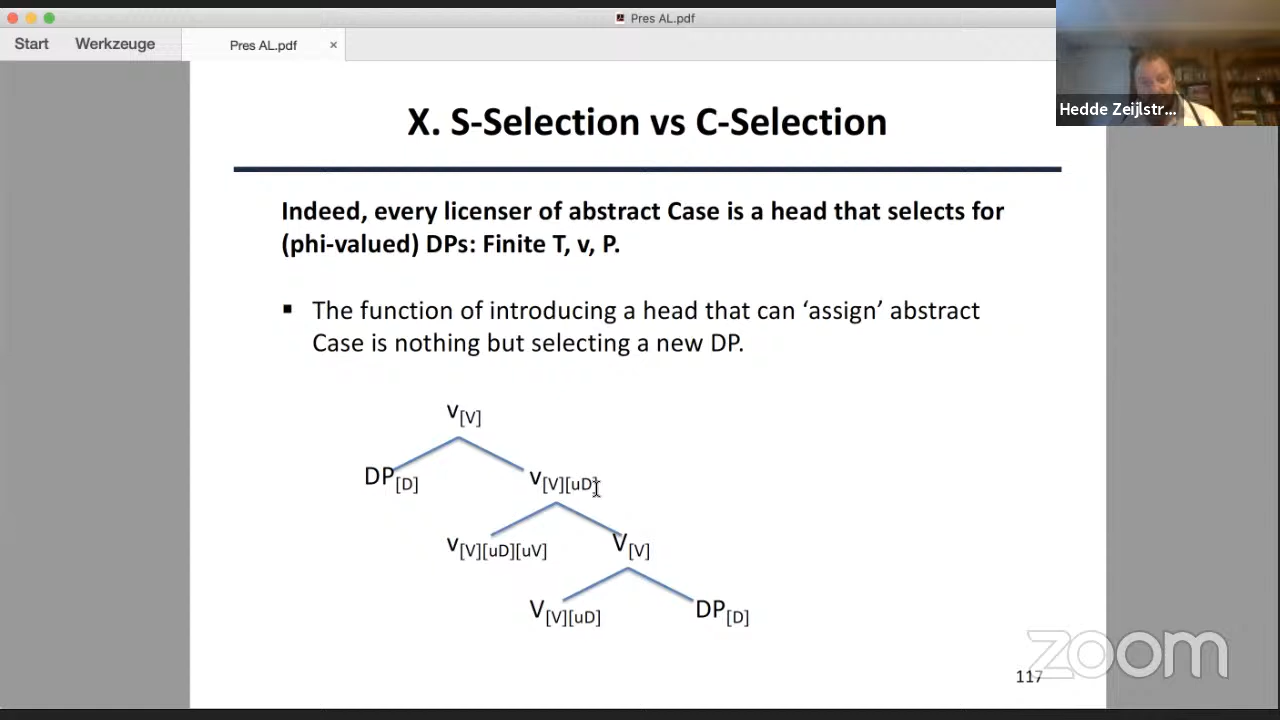 Pres AL.pdf
Start Werkzeuge Pres AL.pdf ×
Hedde Zeijlstr...
X. S-Selection vs C-Selection
Indeed, every licenser of abstract Case is a head that selects for
(phi-valued) DPs: Finite T, v, P.
▪ The function of introducing a head that can ‘assign’ abstract
Case is nothing but selecting a new DP.
v[V]
DP[D] v[V][uD]
v[V][uD][uV] V[V]
V[V][uD] DP[D]
zoom
117